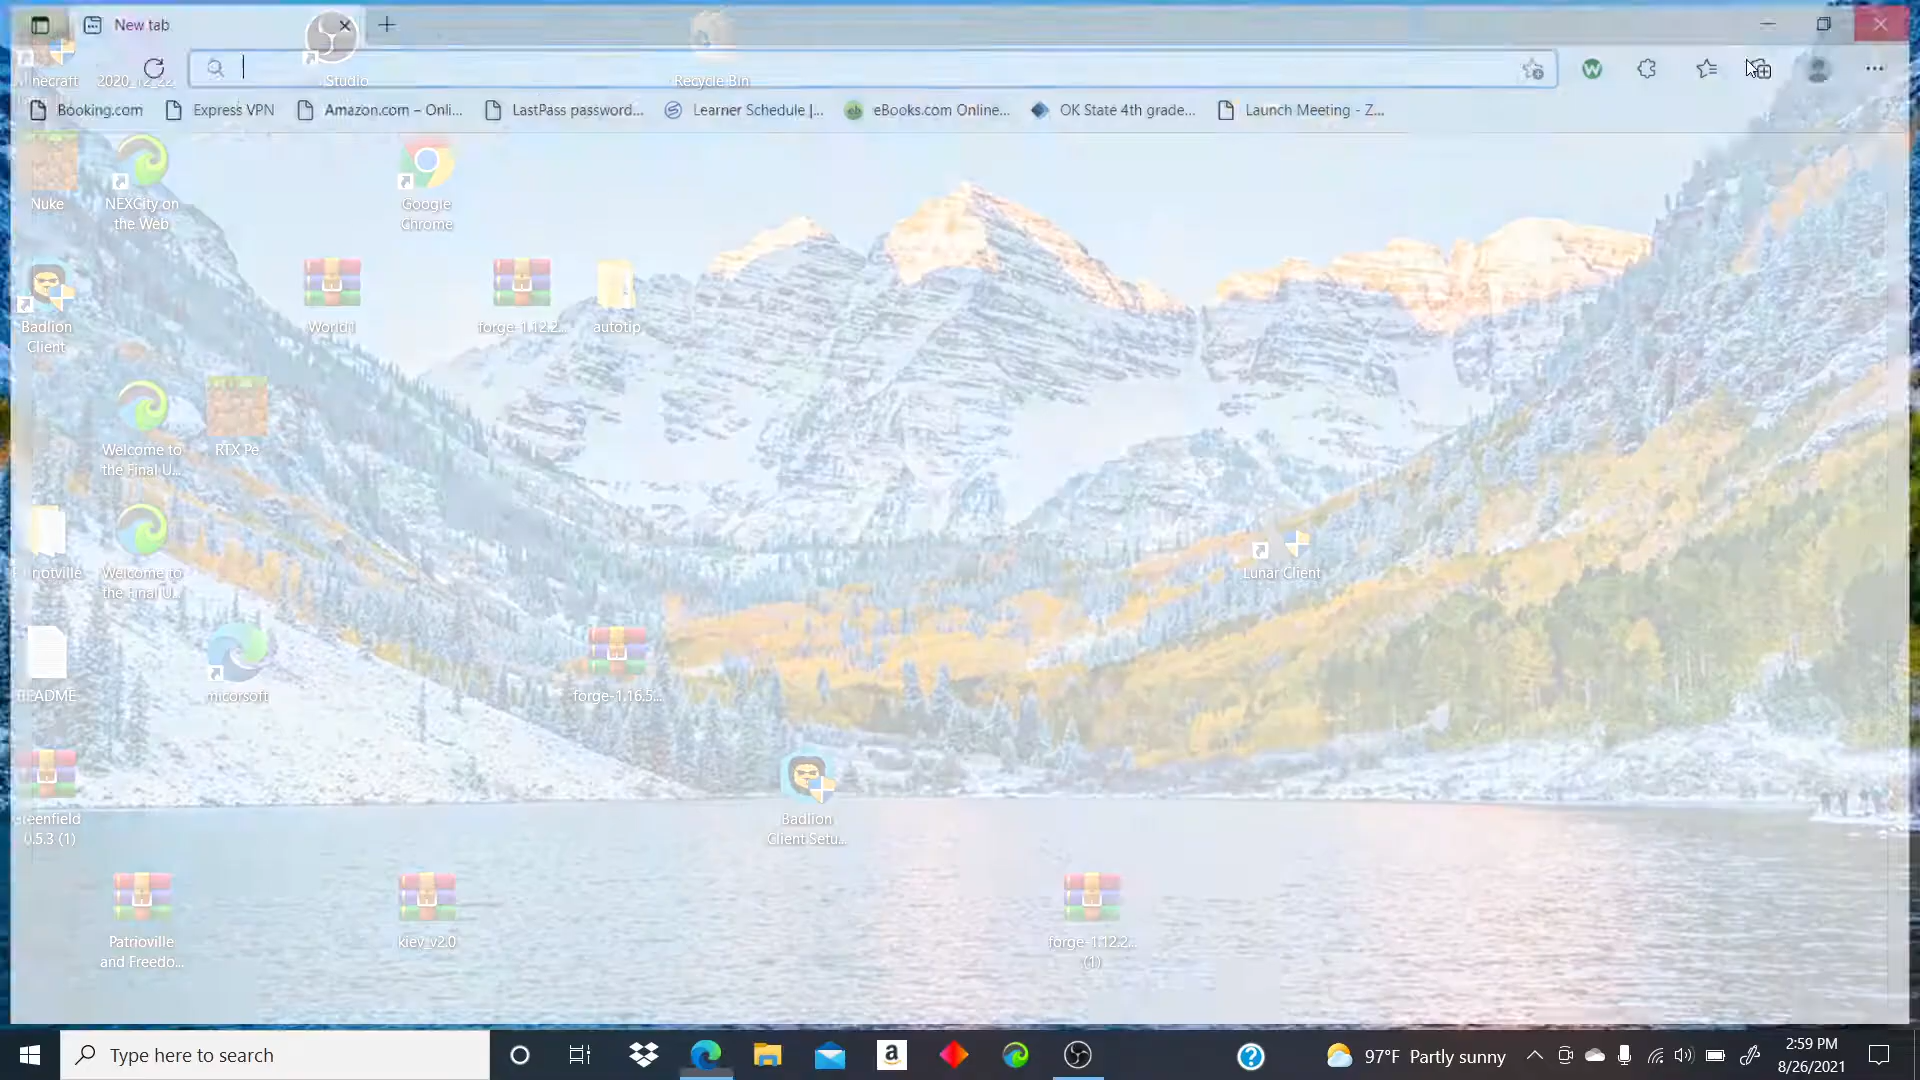 New tab
necraft
2020_12_22
Studio
Recycle Bin
Booking.com
Express VPN
Amazon.com – Onli...
LastPass password...
Learner Schedule |...
eBooks.com Online...
OK State 4th grade...
Launch Meeting - Z...
Nuke
NEXCity on
the Web
Google
Chrome
Badlion
Client
World1
forge-1.12.2...
autotip
Welcome to
the Final U...
RTX Pe
otville
Welcome to
the Final U...
Lunar Client
EADME
micorsoft
forge-1.16.5...
eenfield
0.5.3 (1)
Badlion
Client Setu...
Patrioville
and Freedo...
kiev_v2.0
forge-1.12.2...
(1)
Type here to search
97°F Partly sunny
2:59 PM
8/26/2021